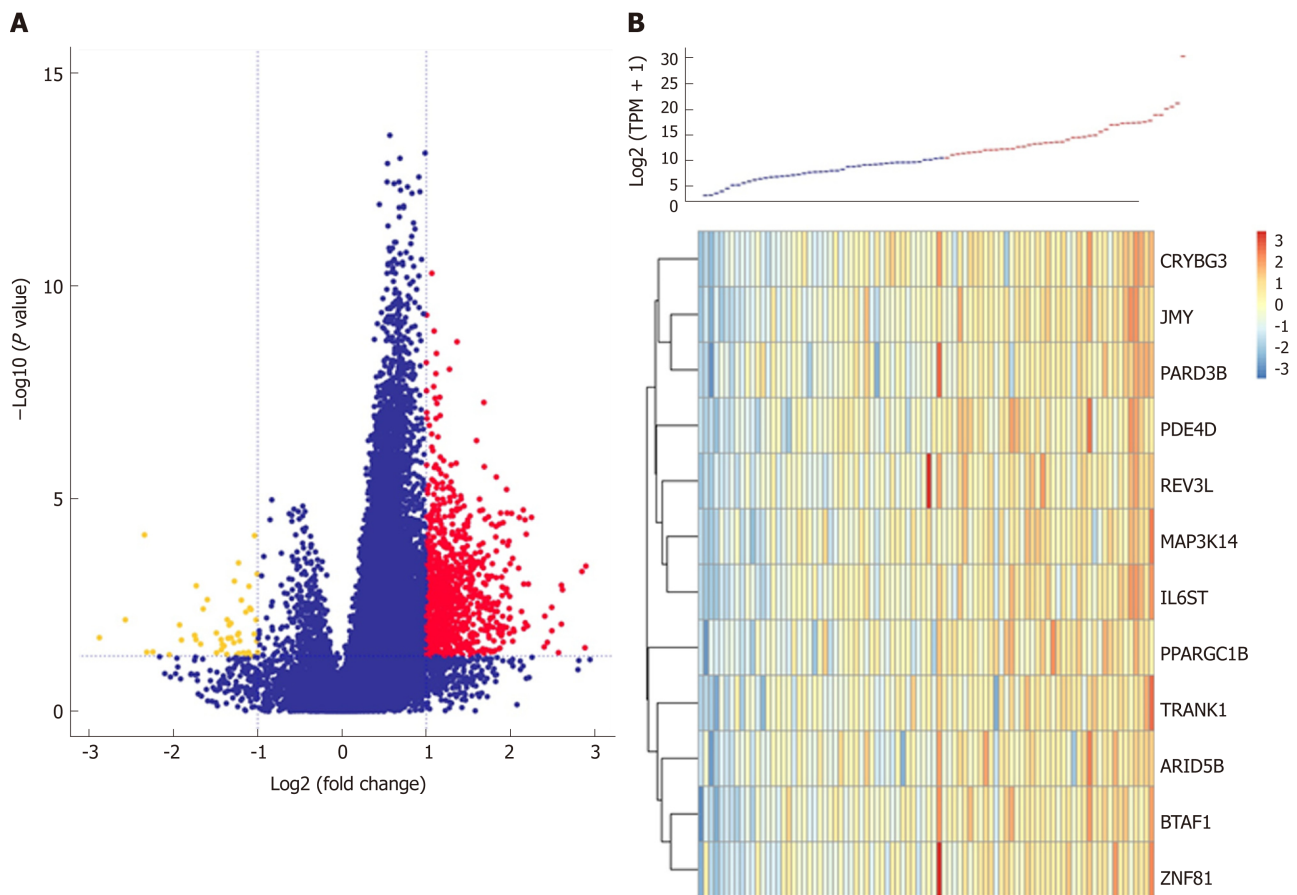 A
15
10
5
0
−Log10 (P value)
-3 -2 -1 0 1 2 3
Log2 (fold change)
B
30
25
20
15
10
5
0
Log2 (TPM + 1)
CRYBG3
JMY
PARD3B
PDE4D
REV3L
MAP3K14
IL6ST
PPARGC1B
TRANK1
ARID5B
BTAF1
ZNF81
3
2
1
0
-1
-2
-3